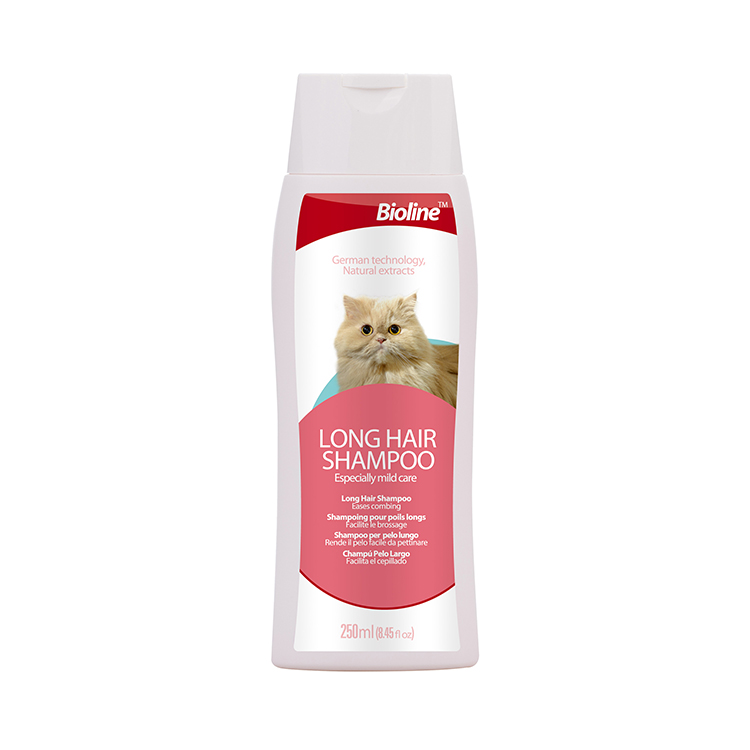 Bioline™
German technology,
Natural extracts
LONG HAIR
SHAMPOO
Especially mild care
Long Hair Shampoo
Eases combing
Shampoing pour poils longs
Facilite le brossage
Shampoo per pelo lungo
Rende il pelo facile da pettinare
Champú Pelo Largo
Facilita el cepillado
250ml (8.45 fl oz)